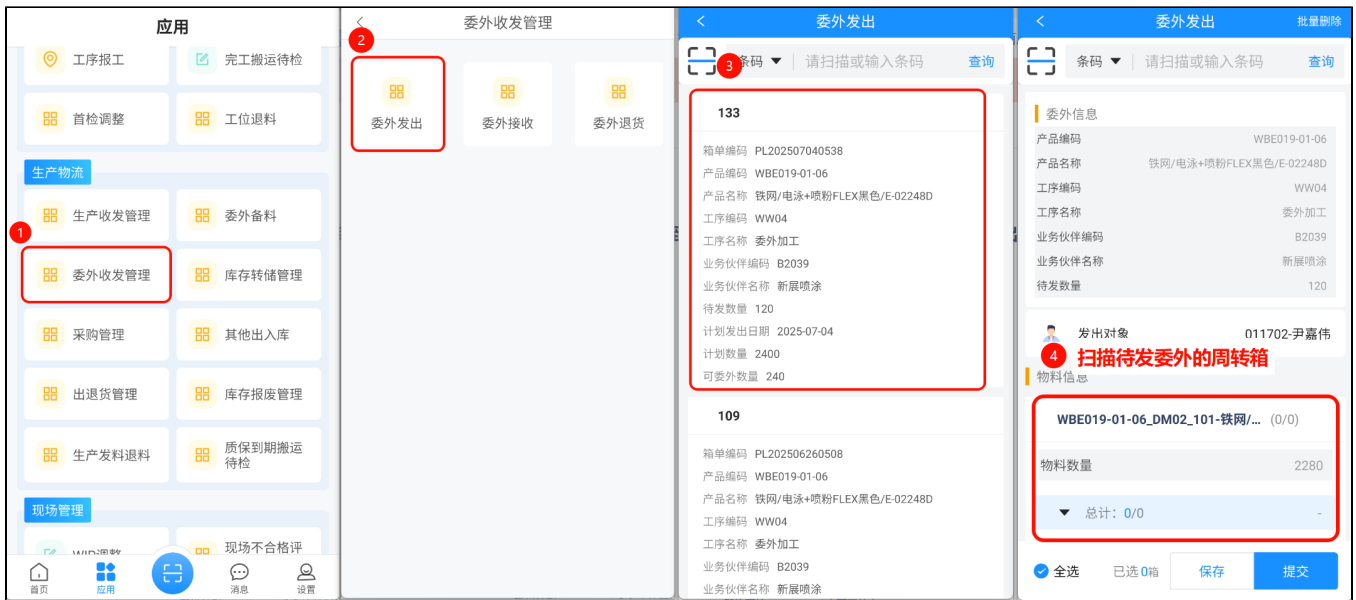 应用
工序报工
完工搬运待检
首检调整
工位退料
生产物流
生产收发管理
委外备料
1
委外收发管理
库存转储管理
采购管理
其他出入库
出退货管理
库存报废管理
生产发料退料
质保到期搬运
待检
现场管理
现场不合格评
首页
应用
消息
设置
委外收发管理
2
委外发出
委外接收
委外退货
委外发出
3
条码
请扫描或输入条码
查询
133
箱单编码 PL202507040538
产品编码 WBE019-01-06
产品名称 铁网/电泳+喷粉FLEX黑色/E-02248D
工序编码 WW04
工序名称 委外加工
业务伙伴编码 B2039
业务伙伴名称 新展喷涂
待发数量 120
计划发出日期 2025-07-04
计划数量 2400
可委外数量 240
109
箱单编码 PL202506260508
产品编码 WBE019-01-06
产品名称 铁网/电泳+喷粉FLEX黑色/E-02248D
工序编码 WW04
工序名称 委外加工
业务伙伴编码 B2039
业务伙伴名称 新展喷涂
委外发出
批量删除
条码
请扫描或输入条码
查询
委外信息
产品编码 WBE019-01-06
产品名称 铁网/电泳+喷粉FLEX黑色/E-02248D
工序编码 WW04
工序名称 委外加工
业务伙伴编码 B2039
业务伙伴名称 新展喷涂
待发数量 120
发出对象 011702-尹嘉伟
4 扫描待发委外的周转箱
物料信息
WBE019-01-06_DM02_101-铁网/... (0/0)
物料数量 2280
总计：0/0 -
全选 已选 0箱 保存 提交